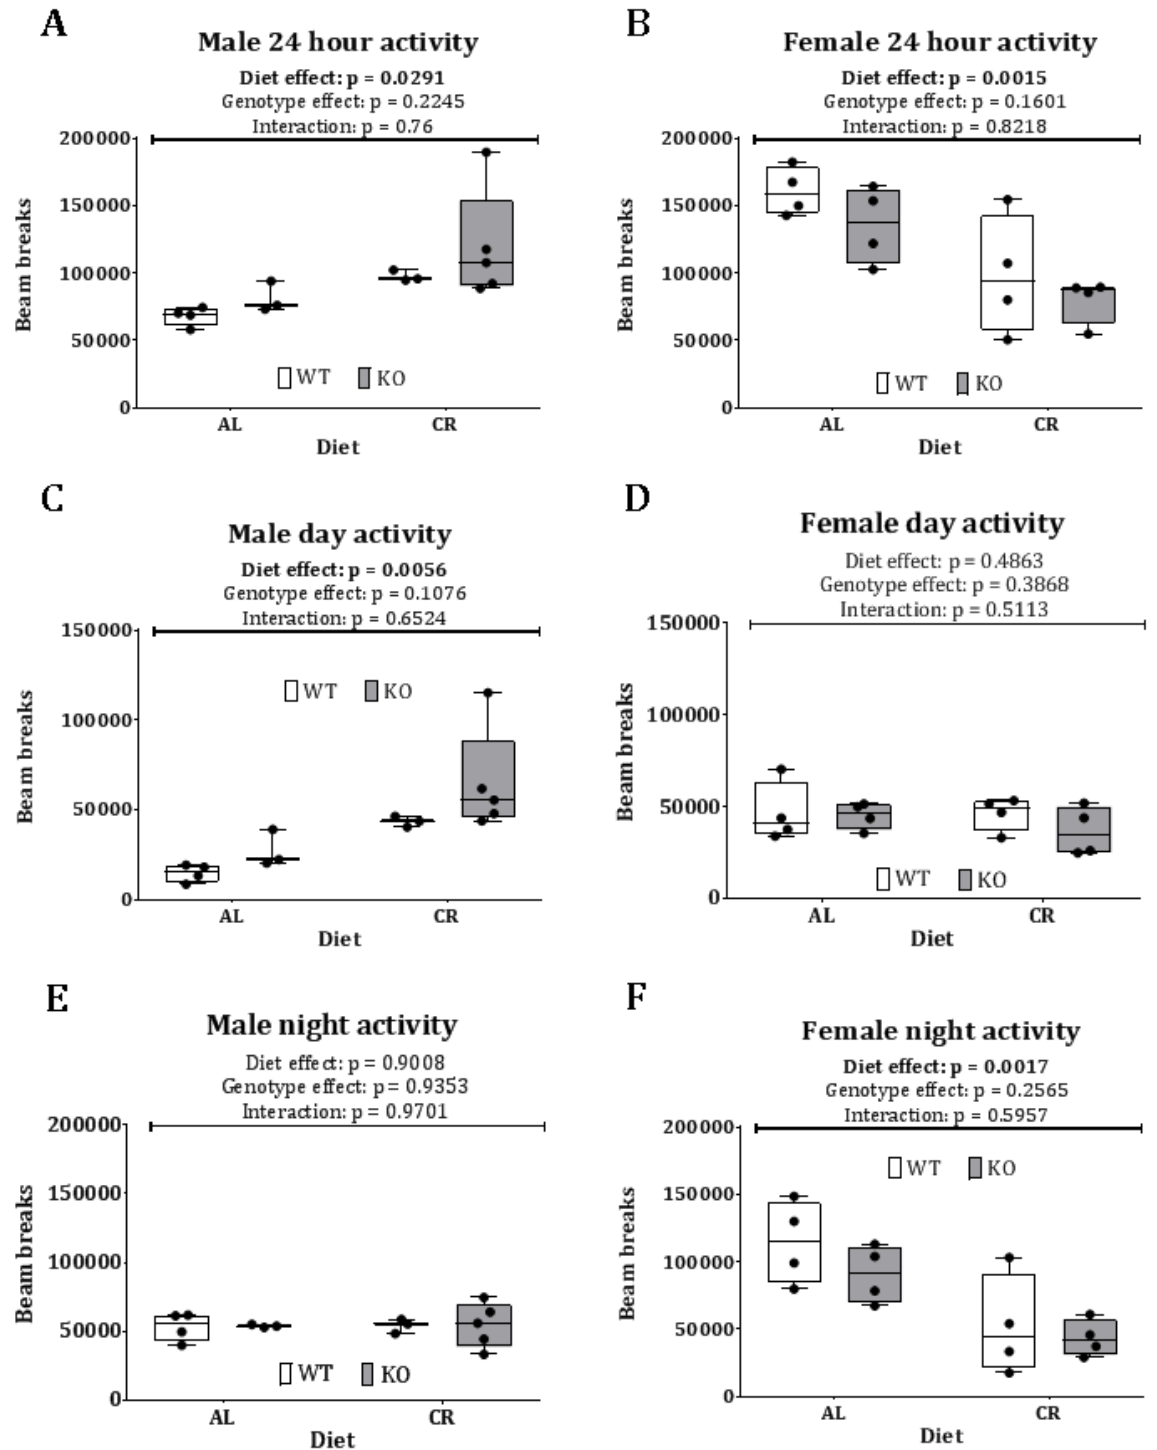 A
Male 24 hour activity
Diet effect: p = 0.0291
Genotype effect: p = 0.2245
Interaction: p = 0.76
200000
150000
100000
50000
0
Beam breaks
WT KO
AL CR
Diet
B
Female 24 hour activity
Diet effect: p = 0.0015
Genotype effect: p = 0.1601
Interaction: p = 0.8218
200000
150000
100000
50000
0
Beam breaks
WT KO
AL CR
Diet
C
Male day activity
Diet effect: p = 0.0056
Genotype effect: p = 0.1076
Interaction: p = 0.6524
150000
100000
50000
0
Beam breaks
WT KO
AL CR
Diet
D
Female day activity
Diet effect: p = 0.4863
Genotype effect: p = 0.3868
Interaction: p = 0.5113
150000
100000
50000
0
Beam breaks
WT KO
AL CR
Diet
E
Male night activity
Diet effect: p = 0.9008
Genotype effect: p = 0.9353
Interaction: p = 0.9701
200000
150000
100000
50000
0
Beam breaks
WT KO
AL CR
Diet
F
Female night activity
Diet effect: p = 0.0017
Genotype effect: p = 0.2565
Interaction: p = 0.5957
200000
150000
100000
50000
0
Beam breaks
WT KO
AL CR
Diet